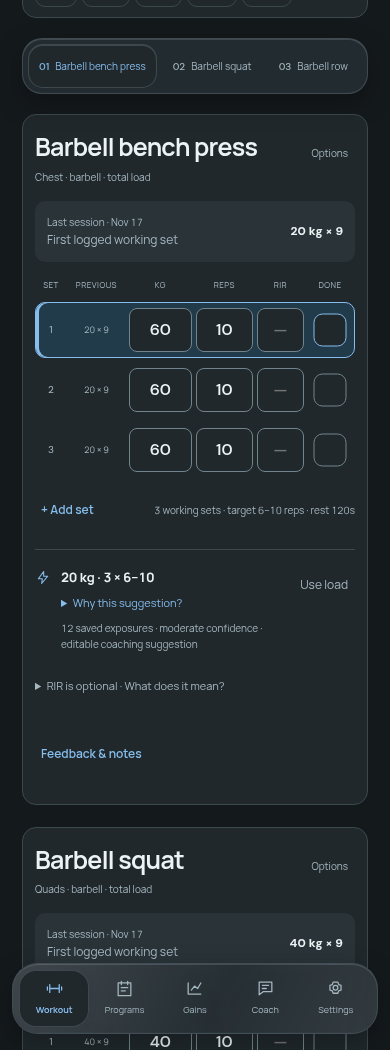 01 Barbell bench press 02 Barbell squat 03 Barbell row
Barbell bench press Options
Chest · barbell · total load
Last session · Nov 17
First logged working set 20 kg × 9
SET PREVIOUS KG REPS RIR DONE
1 20 × 9 60 10 —
2 20 × 9 60 10 —
3 20 × 9 60 10 —
+ Add set 3 working sets · target 6–10 reps · rest 120s
20 kg · 3 × 6–10 Use load
Why this suggestion?
12 saved exposures · moderate confidence ·
editable coaching suggestion
RIR is optional · What does it mean?
Feedback & notes
Barbell squat Options
Quads · barbell · total load
Last session · Nov 17
First logged working set 40 kg × 9
Workout Programs Gains Coach Settings
1 40 × 9 40 10